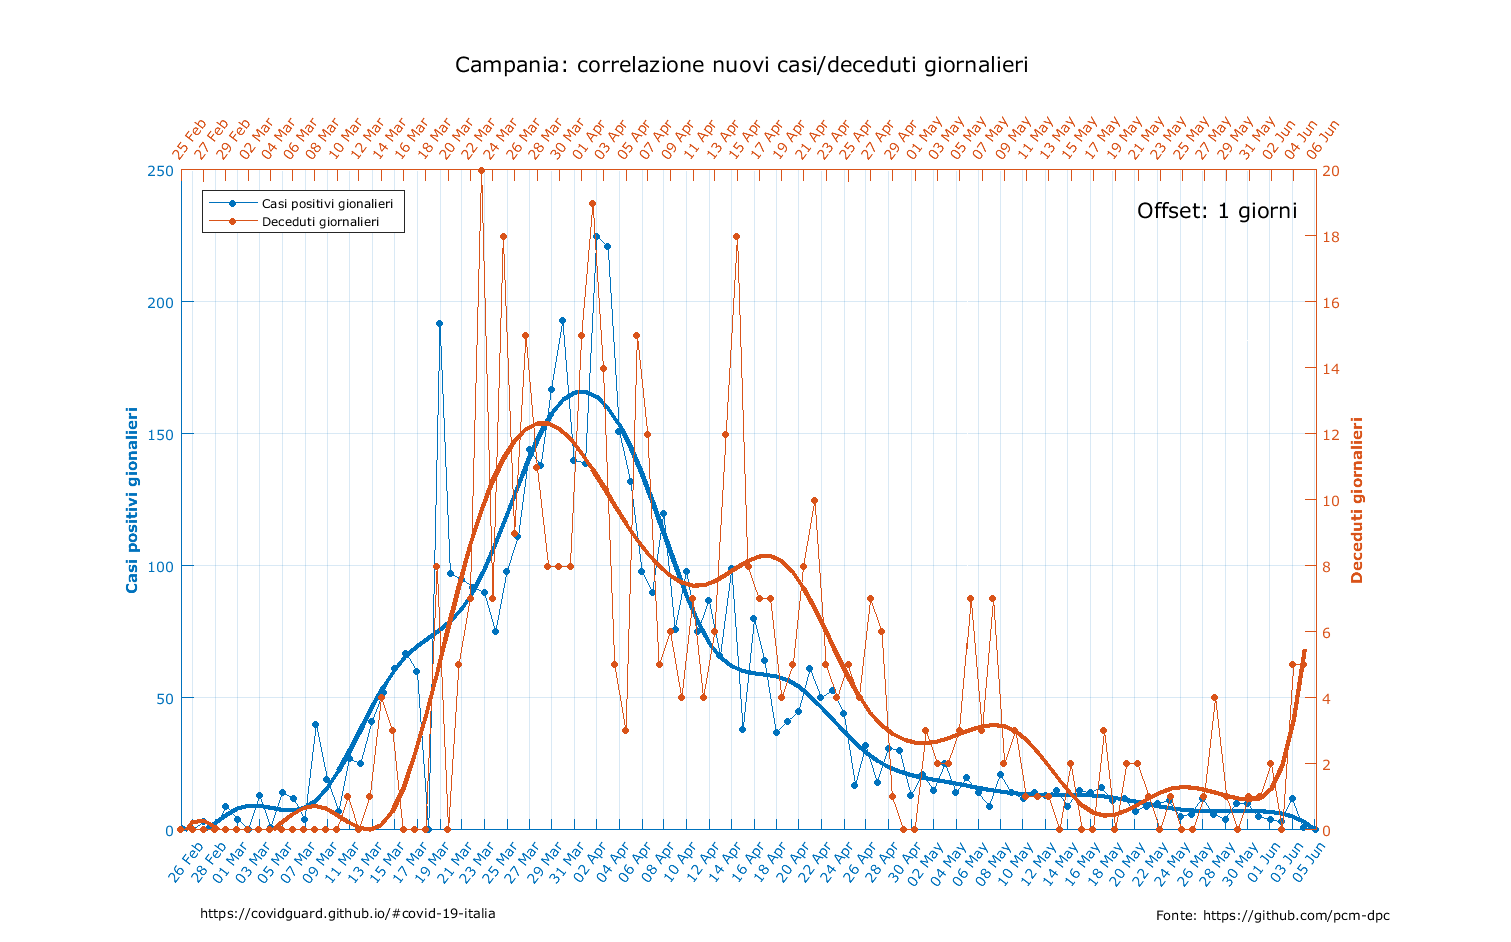 Campania: correlazione nuovi casi/deceduti giornalieri
25 Feb
27 Feb
29 Feb
02 Mar
04 Mar
06 Mar
08 Mar
10 Mar
12 Mar
14 Mar
16 Mar
18 Mar
20 Mar
22 Mar
24 Mar
26 Mar
28 Mar
30 Mar
01 Apr
03 Apr
05 Apr
07 Apr
09 Apr
11 Apr
13 Apr
15 Apr
17 Apr
19 Apr
21 Apr
23 Apr
25 Apr
27 Apr
29 Apr
01 May
03 May
05 May
07 May
09 May
11 May
13 May
15 May
17 May
19 May
21 May
23 May
25 May
27 May
29 May
31 May
02 Jun
04 Jun
06 Jun
Casi positivi gionalieri
Deceduti giornalieri
Offset: 1 giorni
250
200
150
100
50
0
Casi positivi gionalieri
20
18
16
14
12
10
8
6
4
2
0
Deceduti giornalieri
26 Feb
28 Feb
01 Mar
03 Mar
05 Mar
07 Mar
09 Mar
11 Mar
13 Mar
15 Mar
17 Mar
19 Mar
21 Mar
23 Mar
25 Mar
27 Mar
29 Mar
31 Mar
02 Apr
04 Apr
06 Apr
08 Apr
10 Apr
12 Apr
14 Apr
16 Apr
18 Apr
20 Apr
22 Apr
24 Apr
26 Apr
28 Apr
30 Apr
02 May
04 May
06 May
08 May
10 May
12 May
14 May
16 May
18 May
20 May
22 May
24 May
26 May
28 May
30 May
01 Jun
03 Jun
05 Jun
https://covidguard.github.io/#covid-19-italia
Fonte: https://github.com/pcm-dpc